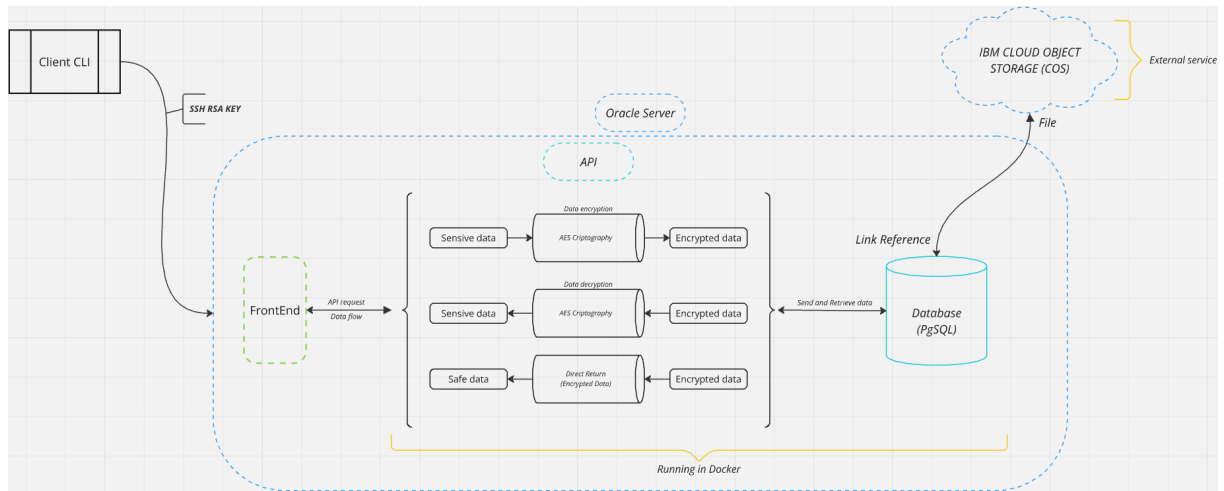 Client CLI
SSH RSA KEY
IBM CLOUD OBJECT
STORAGE (COS)
External service
Oracle Server
File
API
Data encryption
Sensive data
AES Criptography
Encrypted data
Link Reference
Data decryption
FrontEnd
API request
Data flow
Sensive data
AES Criptography
Encrypted data
Send and Retrieve data
Database
(PgSQL)
Safe data
Direct Return
(Encrypted Data)
Encrypted data
Running in Docker